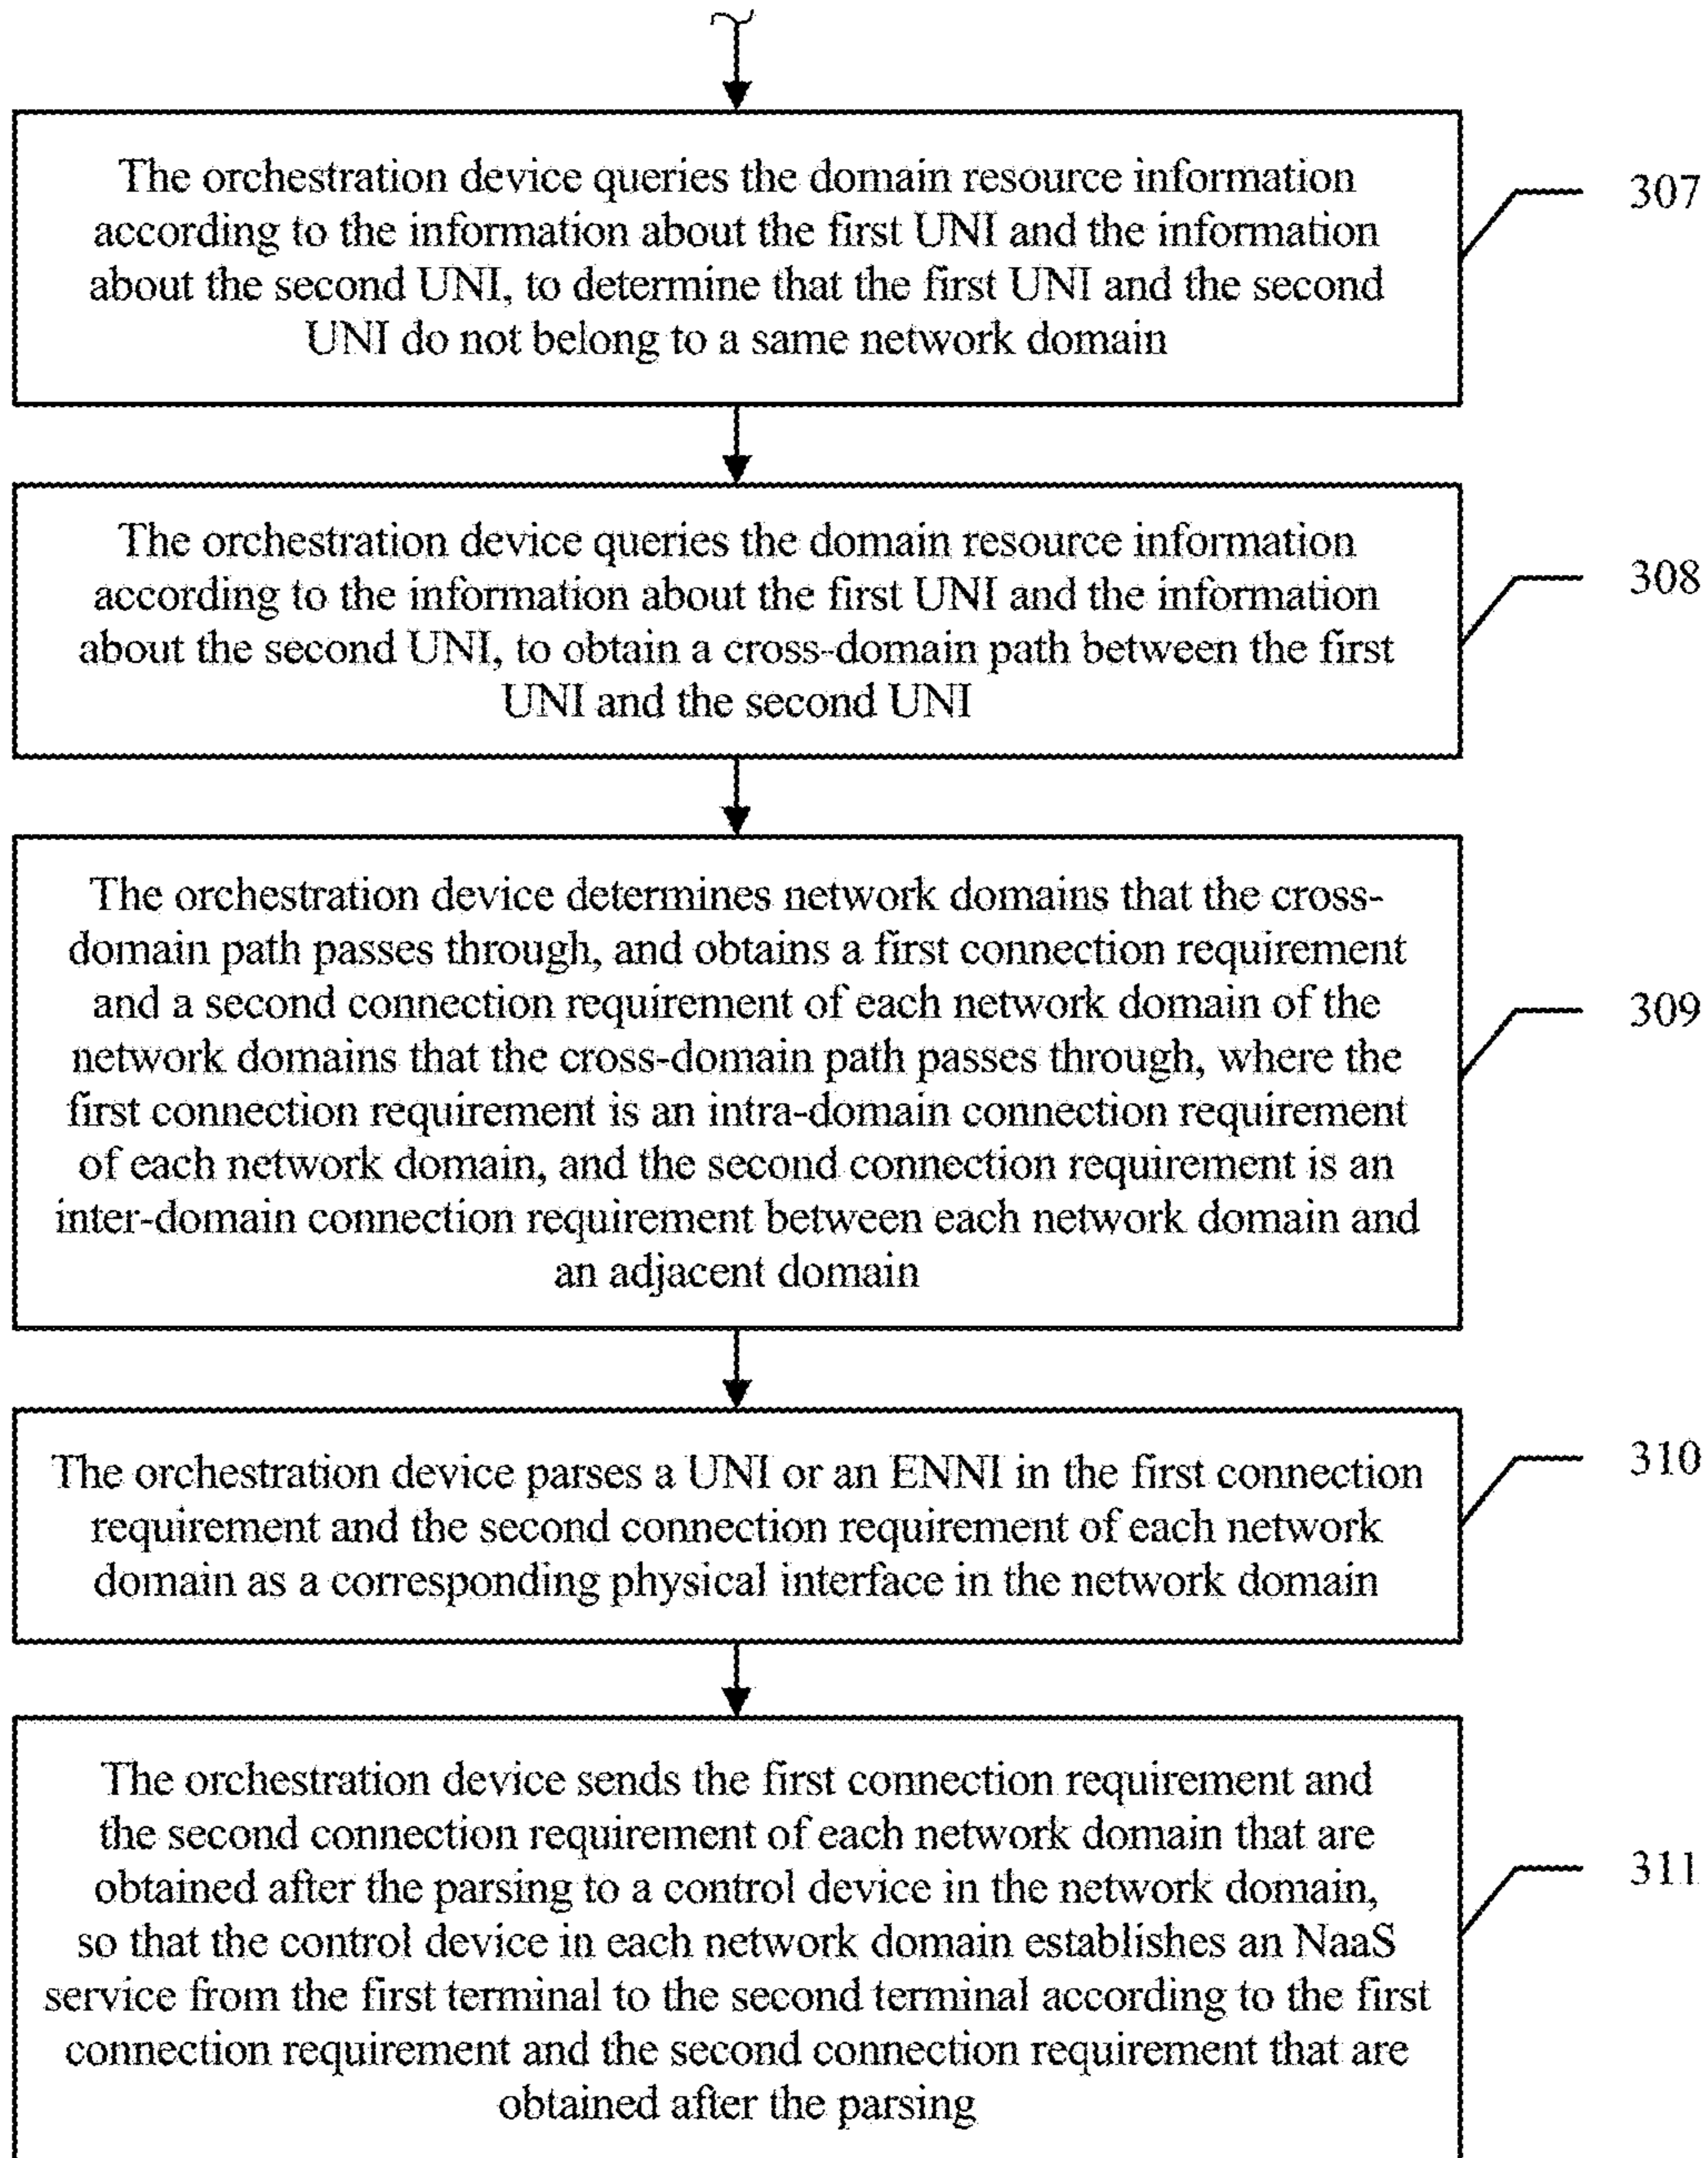 The orchestration device queries the domain resource information
according to the information about the first UNI and the information
about the second UNI, to determine that the first UNI and the second
UNI do not belong to a same network domain
307
The orchestration device queries the domain resource information
according to the information about the first UNI and the information
about the second UNI, to obtain a cross-domain path between the first
UNI and the second UNI
308
The orchestration device determines network domains that the cross-
domain path passes through, and obtains a first connection requirement
and a second connection requirement of each network domain of the
network domains that the cross-domain path passes through, where the
first connection requirement is an intra-domain connection requirement
of each network domain, and the second connection requirement is an
inter-domain connection requirement between each network domain and
an adjacent domain
309
The orchestration device parses a UNI or an ENNI in the first connection
requirement and the second connection requirement of each network
domain as a corresponding physical interface in the network domain
310
The orchestration device sends the first connection requirement and
the second connection requirement of each network domain that are
obtained after the parsing to a control device in the network domain,
so that the control device in each network domain establishes an NaaS
service from the first terminal to the second terminal according to the first
connection requirement and the second connection requirement that are
obtained after the parsing
311